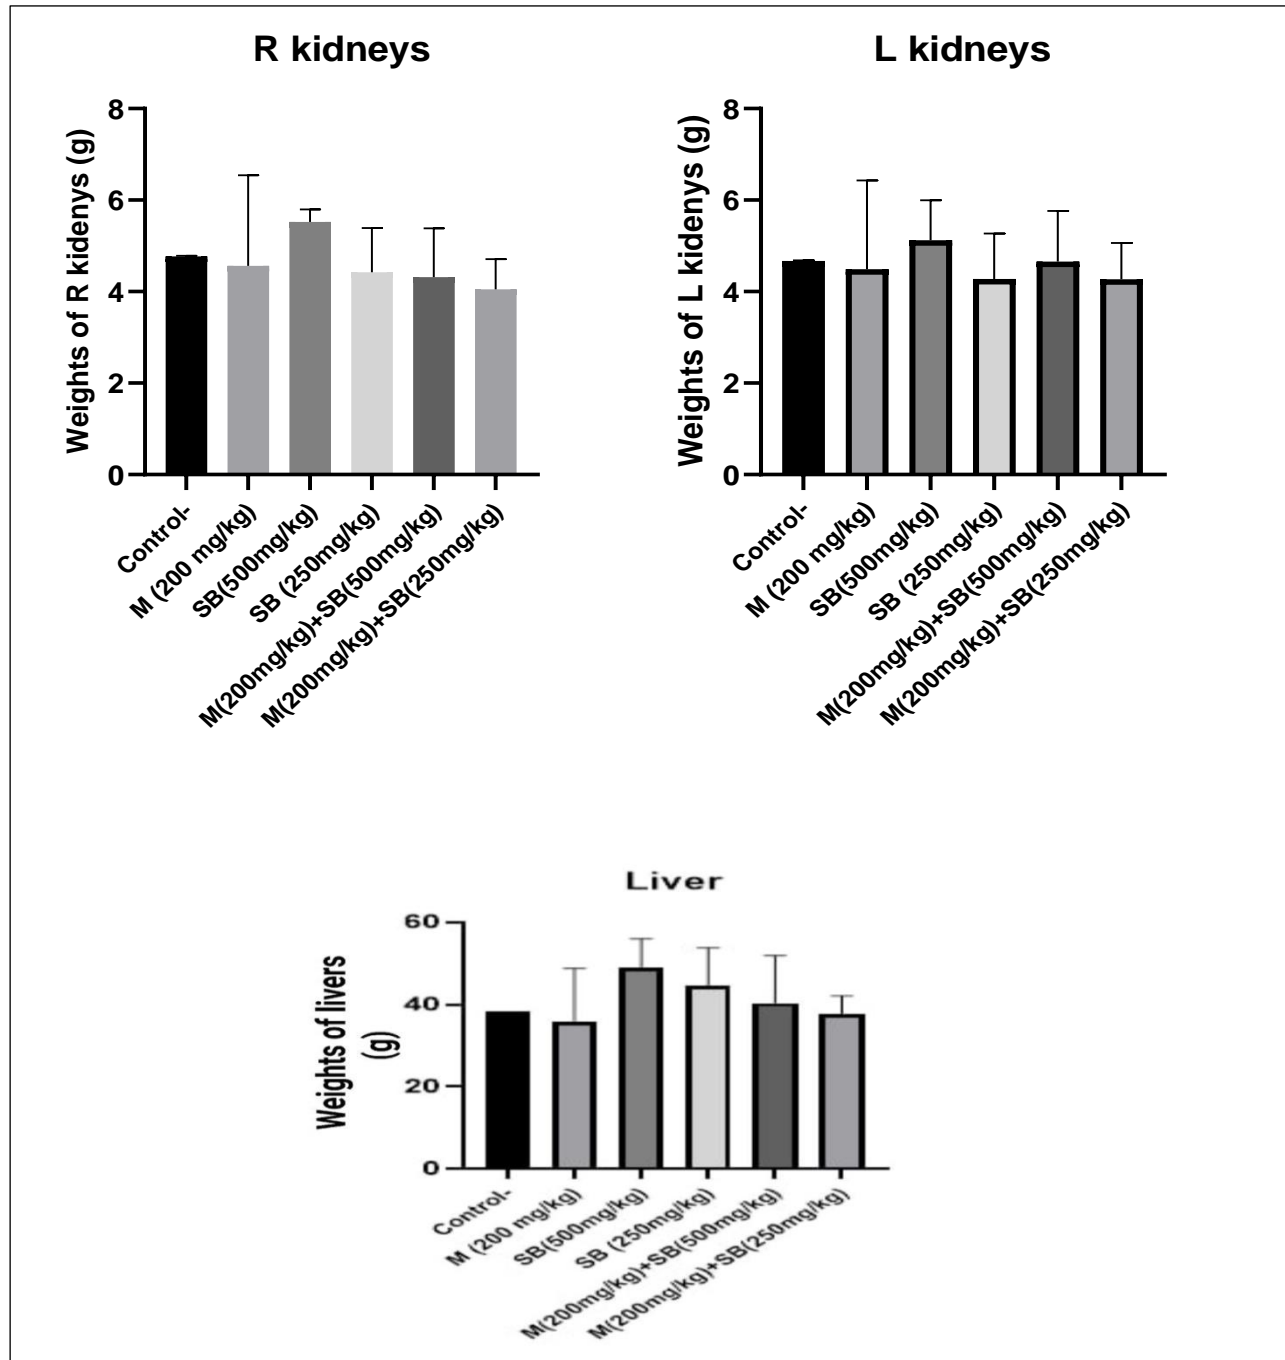 R kidneys
Weights of R kidenys (g)
8
6
4
2
0
Control-
M (200 mg/kg)
SB(500mg/kg)
SB (250mg/kg)
M(200mg/kg)+SB(500mg/kg)
M(200mg/kg)+SB(250mg/kg)
L kidneys
Weights of L kidenys (g)
8
6
4
2
0
Control-
M (200 mg/kg)
SB(500mg/kg)
SB (250mg/kg)
M(200mg/kg)+SB(500mg/kg)
M(200mg/kg)+SB(250mg/kg)
Liver
Weights of livers
(g)
60
40
20
0
Control-
M (200 mg/kg)
SB(500mg/kg)
SB (250mg/kg)
M(200mg/kg)+SB(500mg/kg)
M(200mg/kg)+SB(250mg/kg)